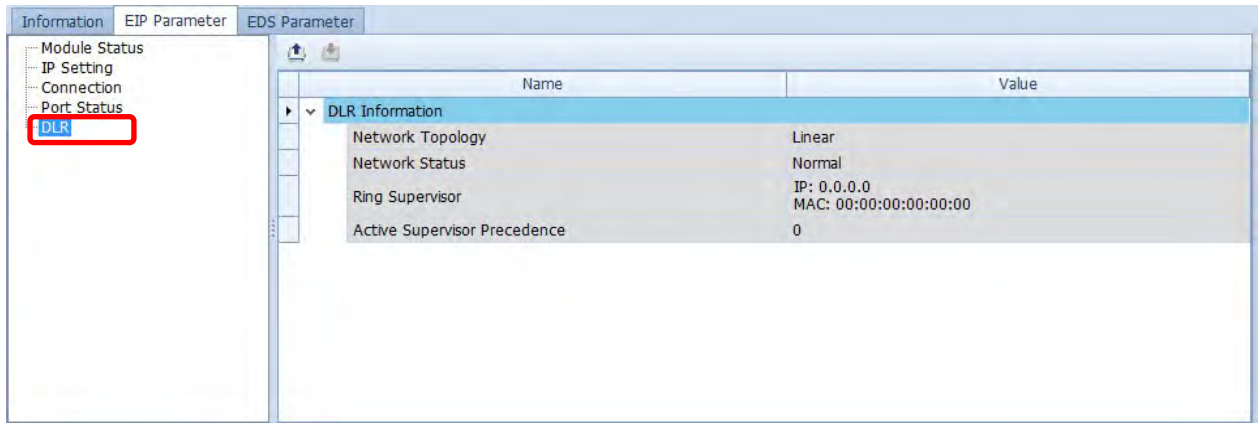 Information EIP Parameter EDS Parameter
Module Status
IP Setting
Connection
Port Status
DLR
Name Value
DLR Information
Network Topology Linear
Network Status Normal
Ring Supervisor IP: 0.0.0.0
MAC: 00:00:00:00:00:00
Active Supervisor Precedence 0